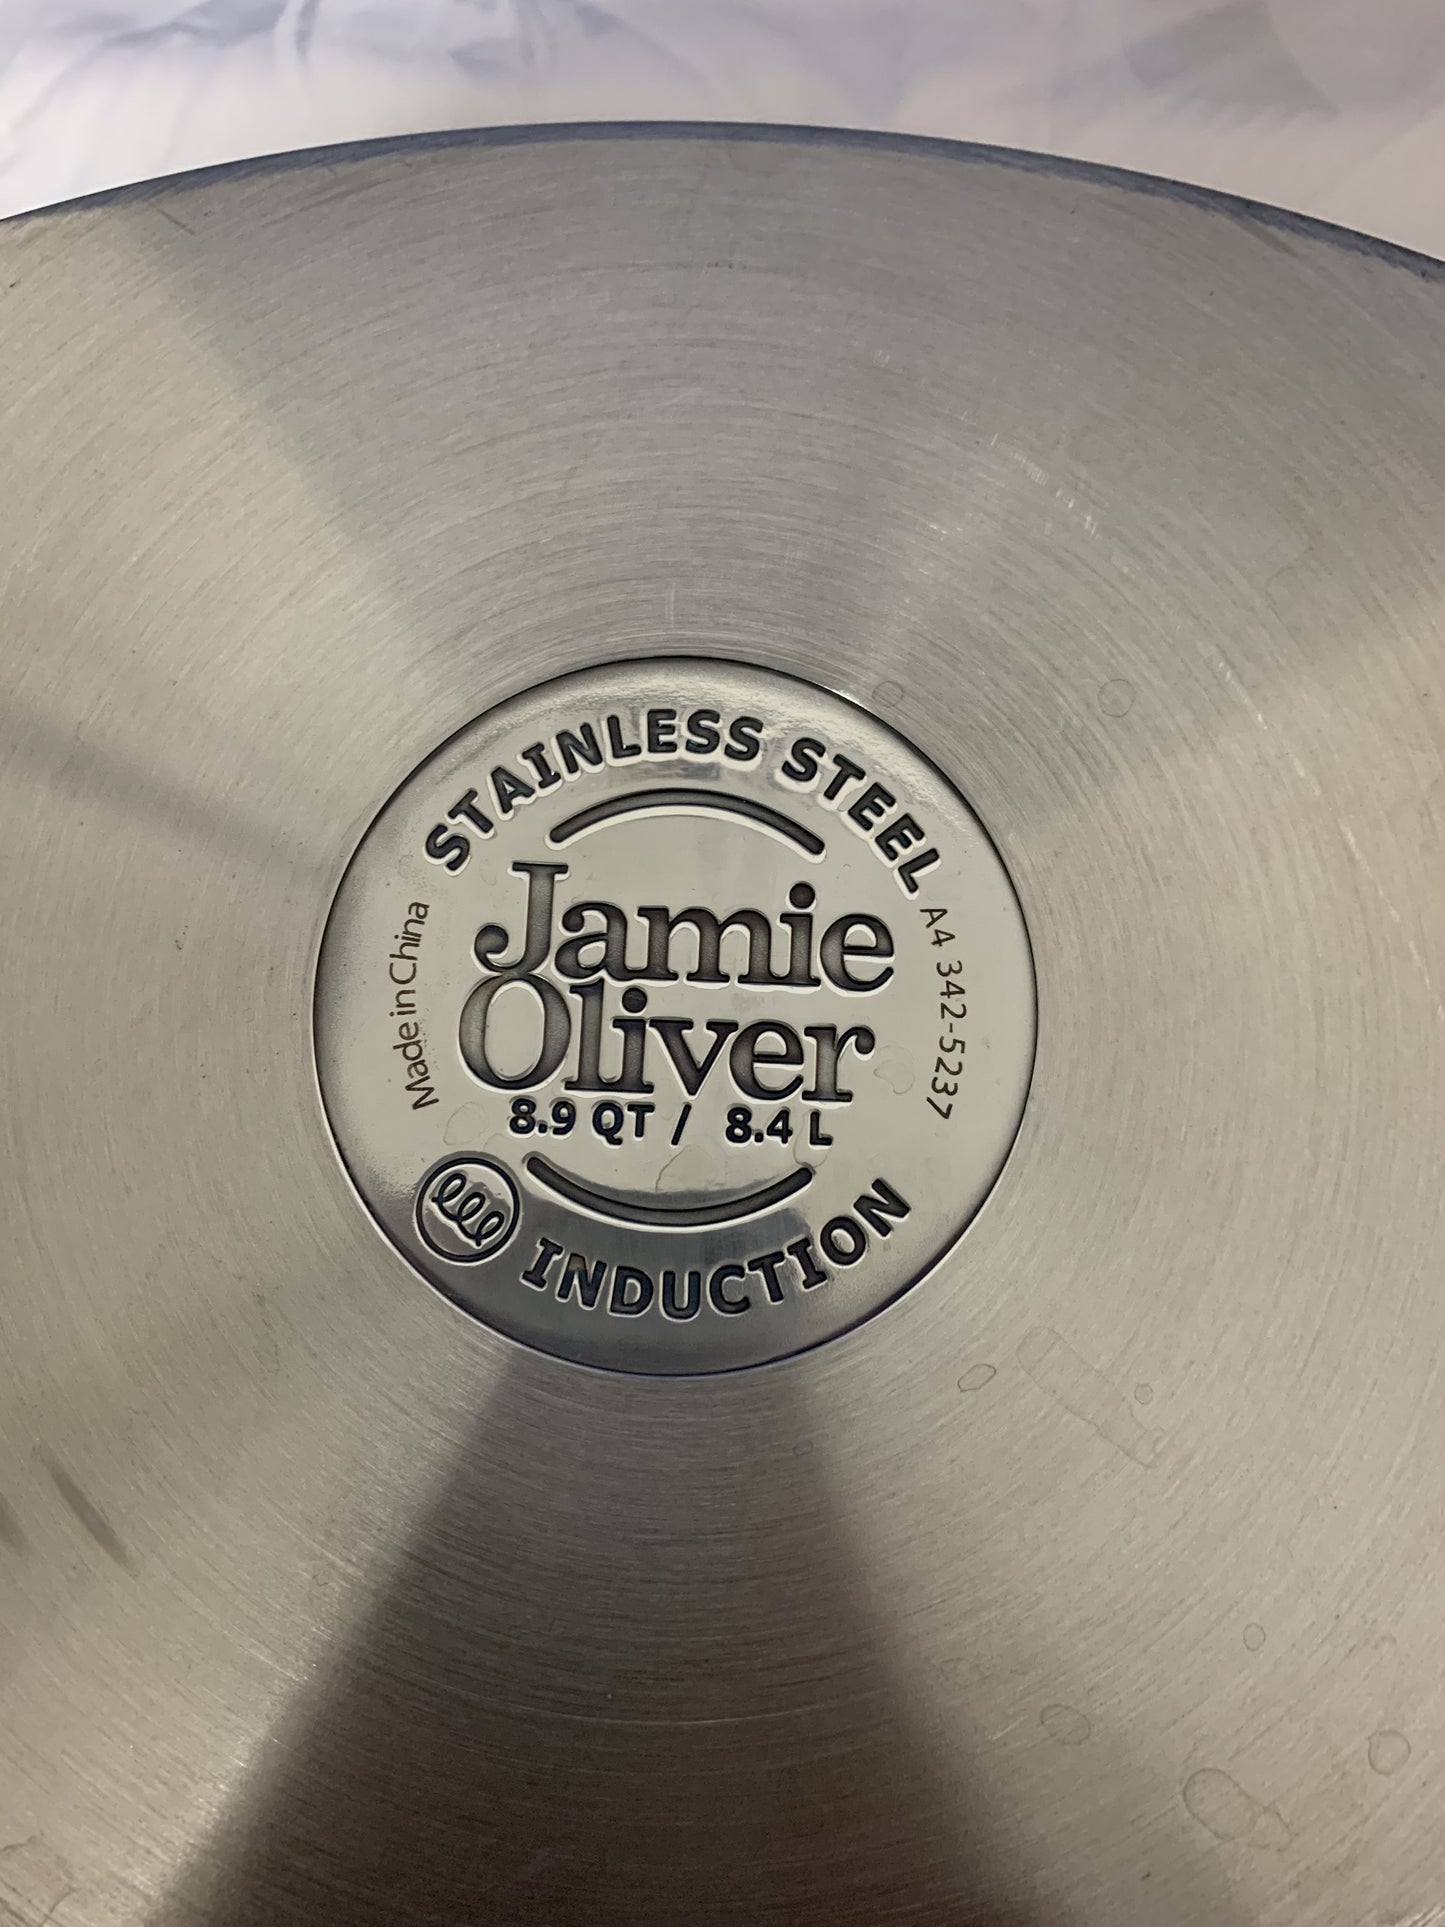 STAINLESS STEEL
Jamie
Oliver
8.9 QT / 8.4 L
INDUCTION
Made in China
A4 342-5237